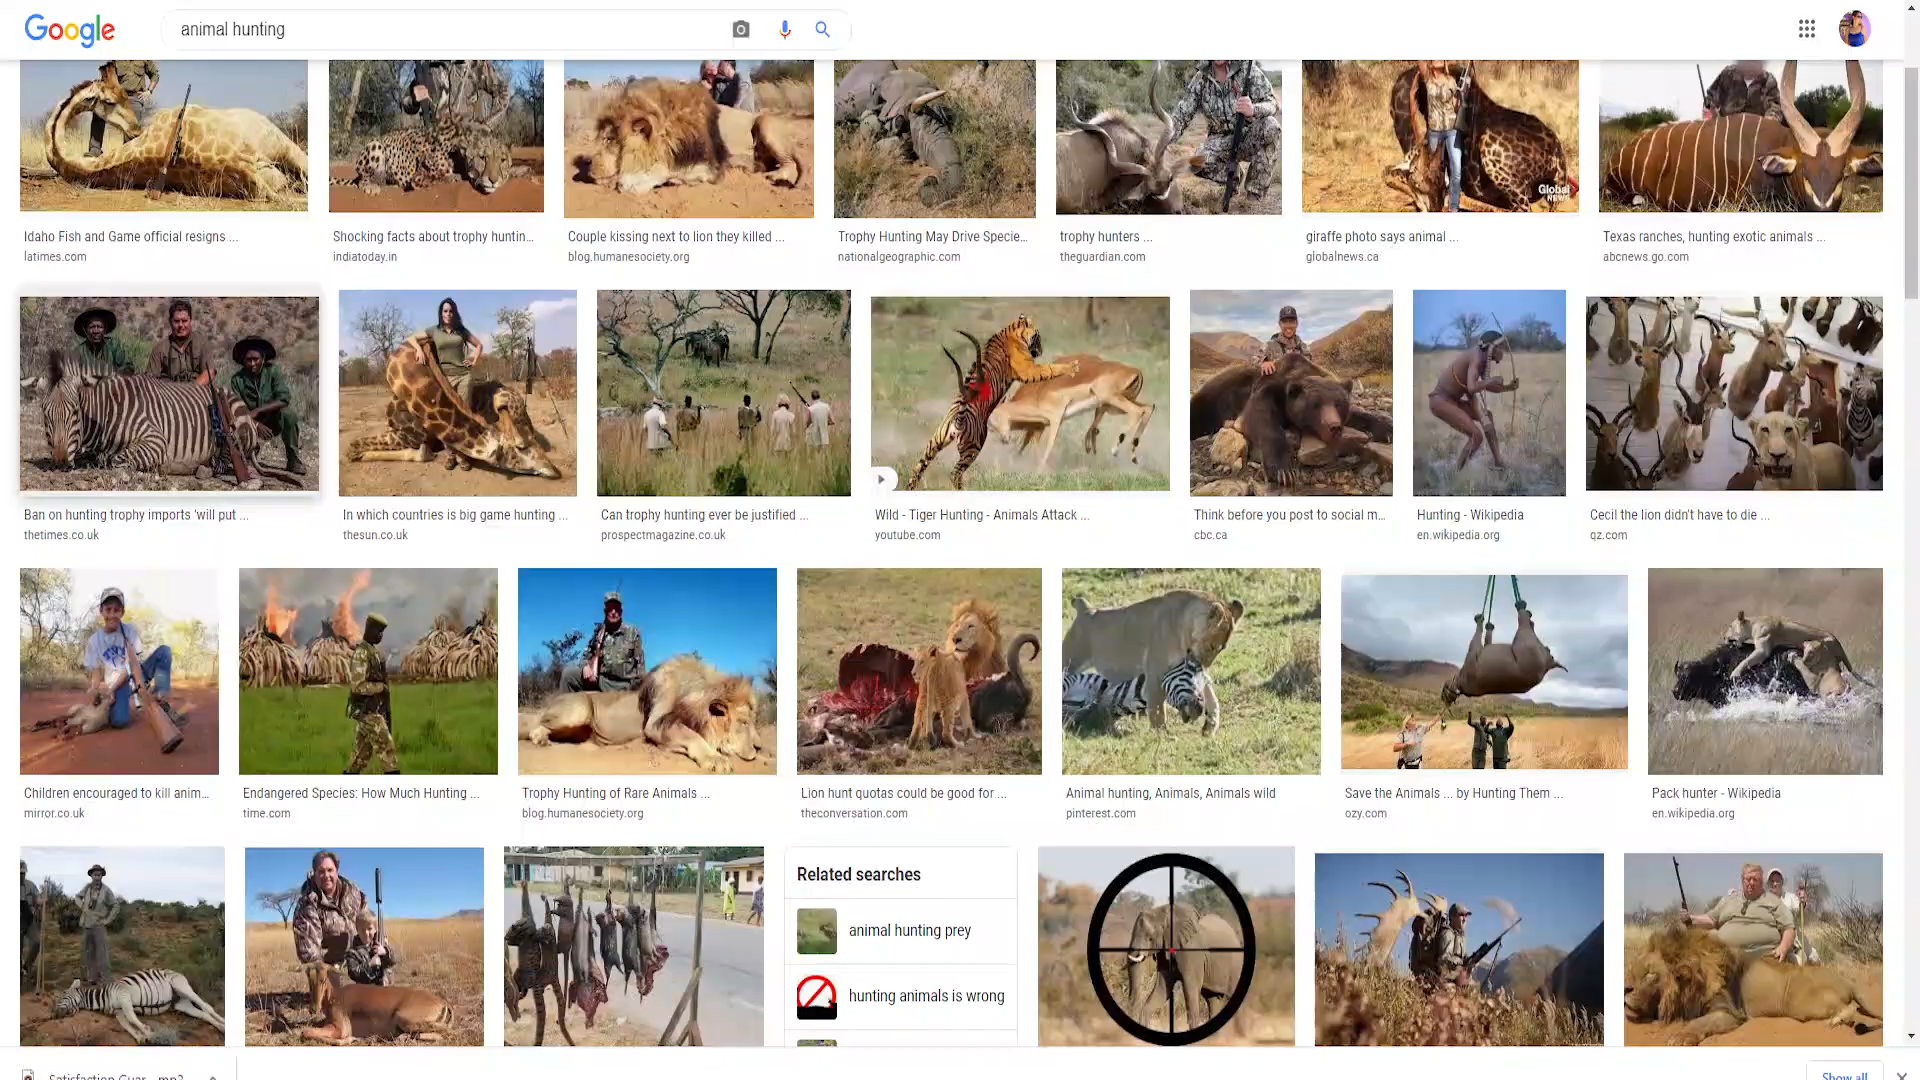 Google
animal hunting
Global
NEWS
Idaho Fish and Game official resigns ...
latimes.com
Shocking facts about trophy huntin...
indiatoday.in
Couple kissing next to lion they killed ...
blog.humanesociety.org
Trophy Hunting May Drive Specie...
nationalgeographic.com
trophy hunters ...
theguardian.com
giraffe photo says animal ...
globalnews.ca
Texas ranches, hunting exotic animals ...
abcnews.go.com
Ban on hunting trophy imports 'will put ...
thetimes.co.uk
In which countries is big game hunting ...
thesun.co.uk
Can trophy hunting ever be justified ...
prospectmagazine.co.uk
Wild - Tiger Hunting - Animals Attack ...
youtube.com
Think before you post to social m...
cbc.ca
Hunting - Wikipedia
en.wikipedia.org
Cecil the lion didn't have to die ...
qz.com
Children encouraged to kill anim...
mirror.co.uk
Endangered Species: How Much Hunting ...
time.com
Trophy Hunting of Rare Animals ...
blog.humanesociety.org
Lion hunt quotas could be good for ...
theconversation.com
Animal hunting, Animals, Animals wild
pinterest.com
Save the Animals ... by Hunting Them ...
ozy.com
Pack hunter - Wikipedia
en.wikipedia.org
Related searches
animal hunting prey
hunting animals is wrong
Satisfaction Guar....mp3
Show all